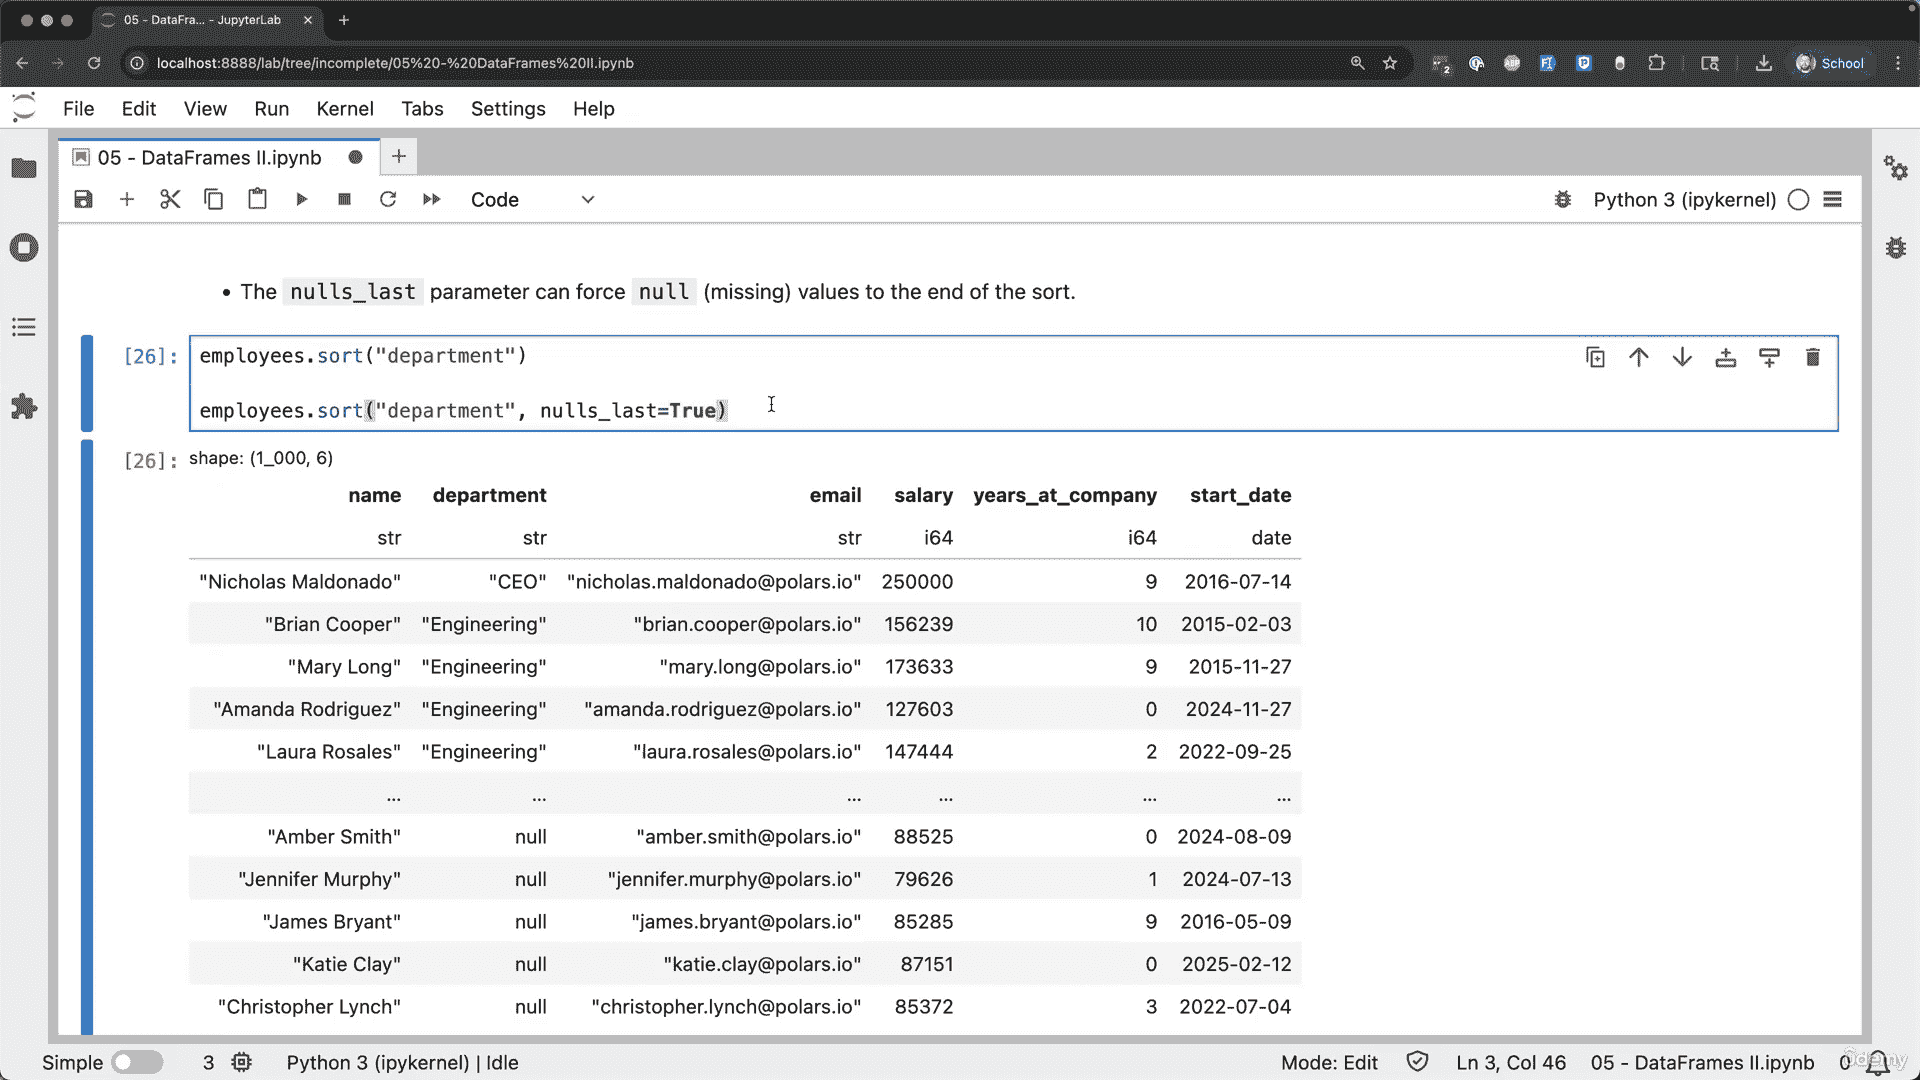 05 - DataFra... - JupyterLab
localhost:8888/lab/tree/incomplete/05%20-%20DataFrames%20II.ipynb
2
ABP
School
File Edit View Run Kernel Tabs Settings Help
05 - DataFrames II.ipynb
Code
Python 3 (ipykernel)
• The nulls_last parameter can force null (missing) values to the end of the sort.
[26]: employees.sort("department")
employees.sort("department", nulls_last=True)
[26]: shape: (1_000, 6)
name department email salary years_at_company start_date
str str str i64 i64 date
"Nicholas Maldonado" "CEO" "nicholas.maldonado@polars.io" 250000 9 2016-07-14
"Brian Cooper" "Engineering" "brian.cooper@polars.io" 156239 10 2015-02-03
"Mary Long" "Engineering" "mary.long@polars.io" 173633 9 2015-11-27
"Amanda Rodriguez" "Engineering" "amanda.rodriguez@polars.io" 127603 0 2024-11-27
"Laura Rosales" "Engineering" "laura.rosales@polars.io" 147444 2 2022-09-25
... ... ... ... ... ...
"Amber Smith" null "amber.smith@polars.io" 88525 0 2024-08-09
"Jennifer Murphy" null "jennifer.murphy@polars.io" 79626 1 2024-07-13
"James Bryant" null "james.bryant@polars.io" 85285 9 2016-05-09
"Katie Clay" null "katie.clay@polars.io" 87151 0 2025-02-12
"Christopher Lynch" null "christopher.lynch@polars.io" 85372 3 2022-07-04
Simple 3 Python 3 (ipykernel) | Idle Mode: Edit Ln 3, Col 46 05 - DataFrames II.ipynb 0
udemy